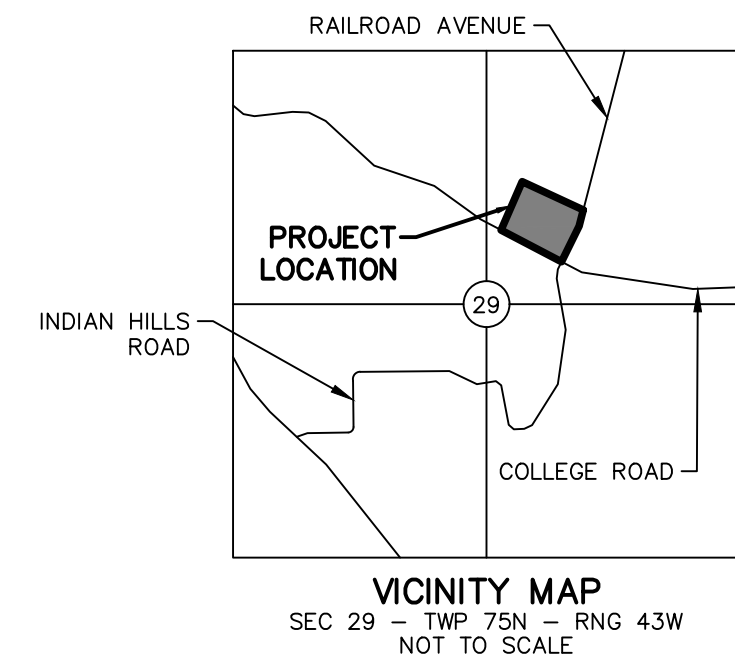 RAILROAD AVENUE
PROJECT
LOCATION
29
INDIAN HILLS
ROAD
COLLEGE ROAD
VICINITY MAP
SEC 29 – TWP 75N – RNG 43W
NOT TO SCALE